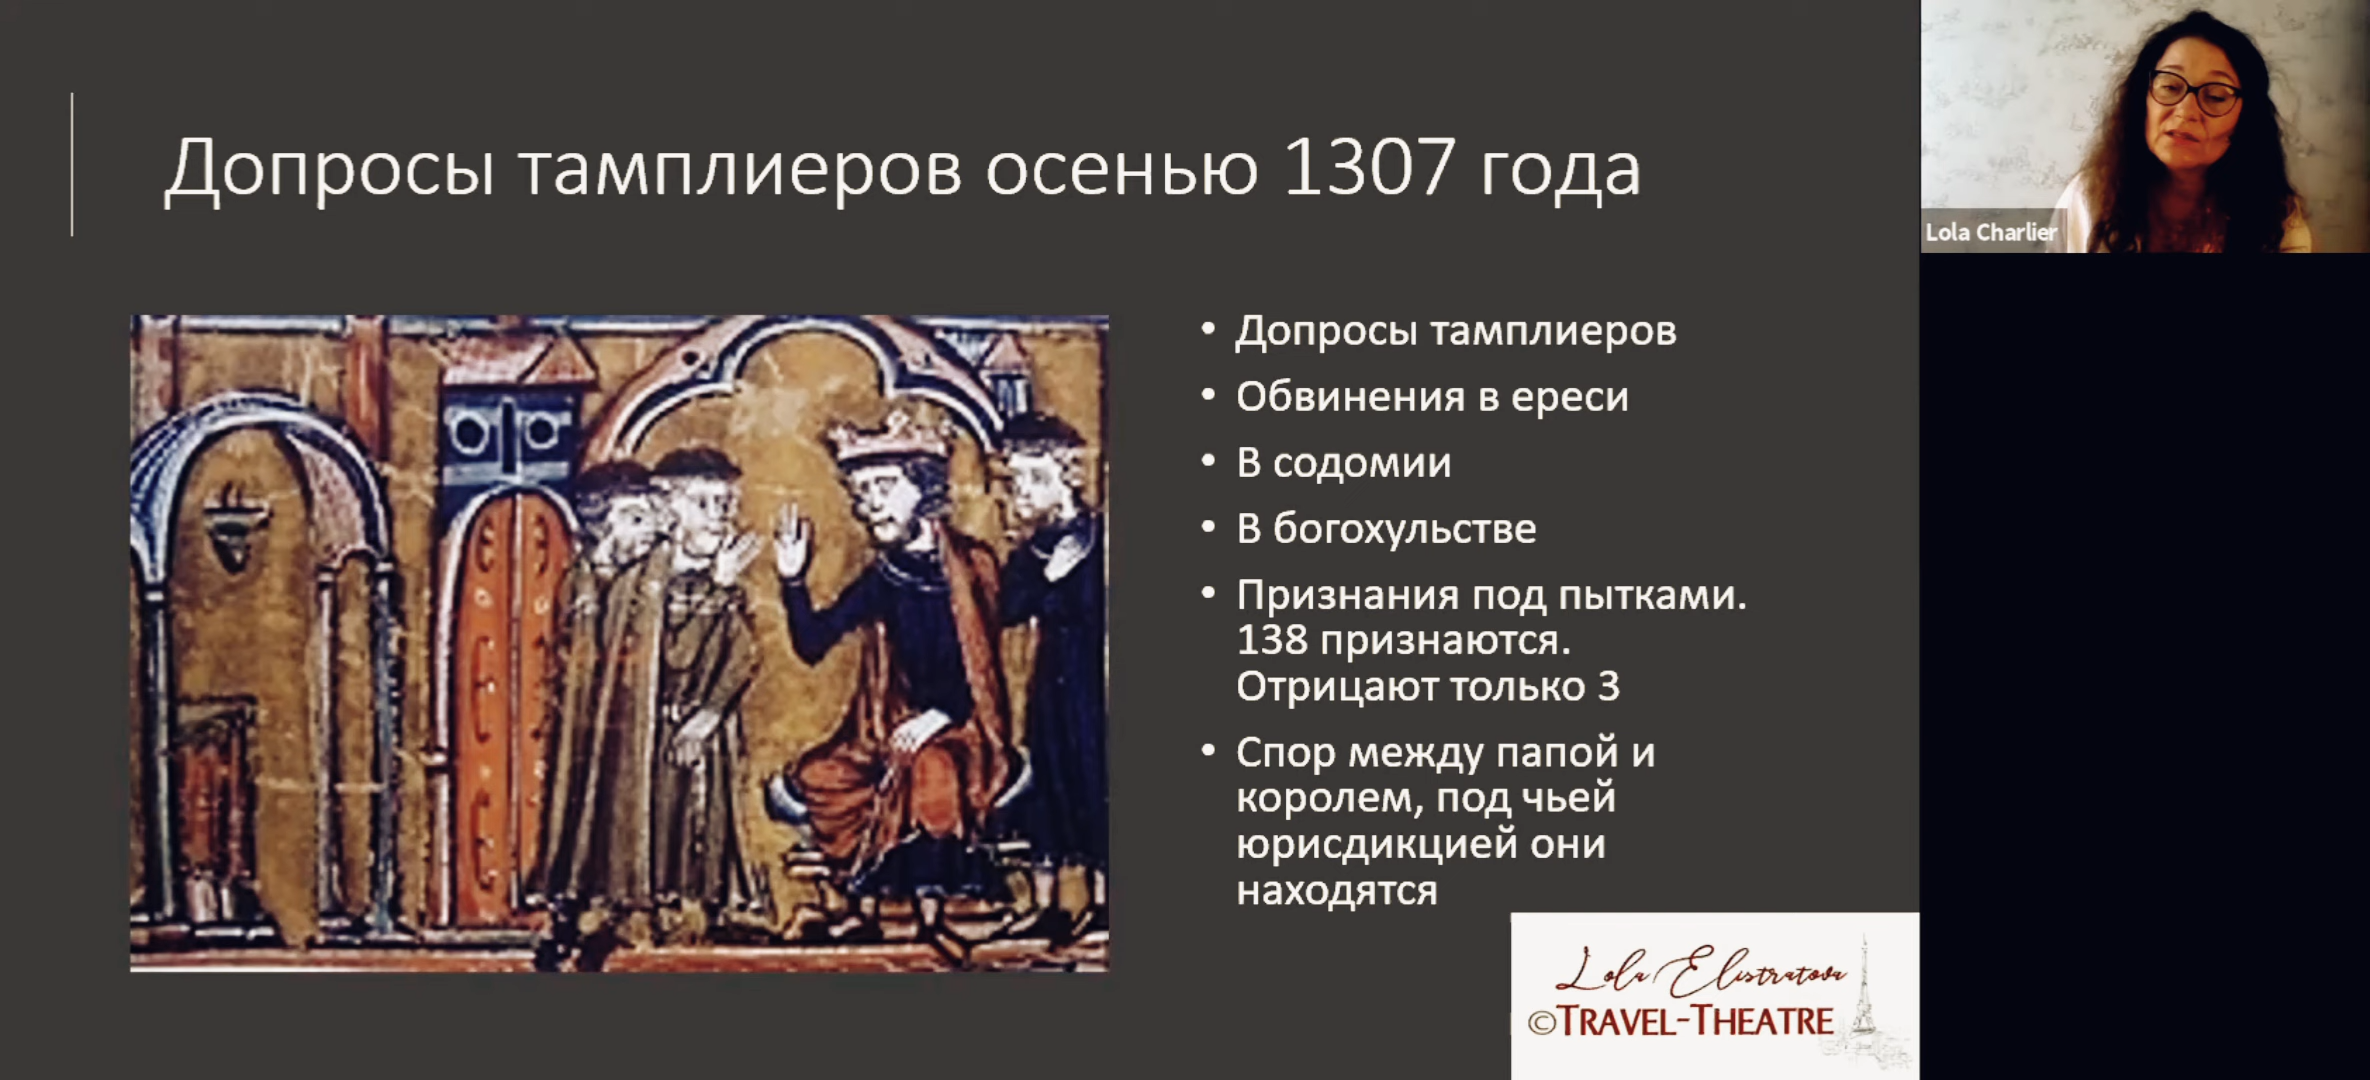 Допросы тамплиеров осенью 1307 года
• Допросы тамплиеров
• Обвинения в ереси
• В содомии
• В богохульстве
• Признания под пытками.
138 признаются.
Отрицают только 3
• Спор между папой и
королем, под чьей
юрисдикцией они
находятся
Lola Charlier
Lola Elistratova
©TRAVEL-THEATRE